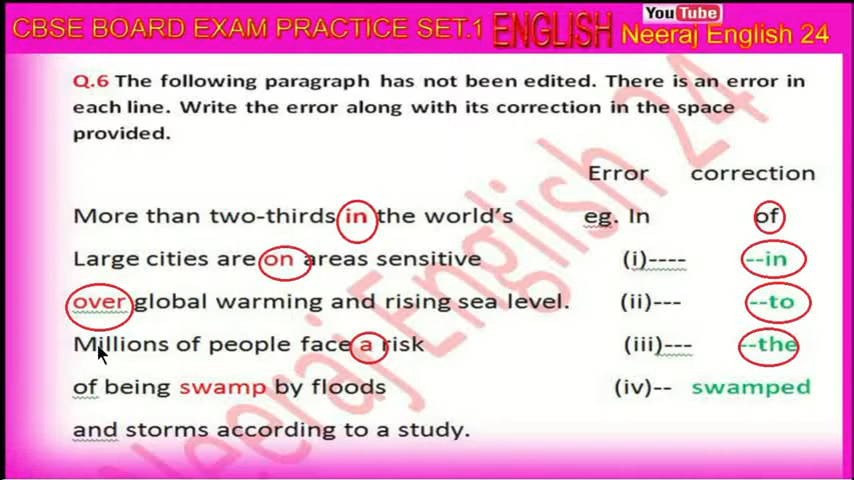 CBSE BOARD EXAM PRACTICE SET.1 ENGLISH
YouTube
Neeraj English 24
Q.6 The following paragraph has not been edited. There is an error in
each line. Write the error along with its correction in the space
provided.
Error correction
More than two-thirds in the world's eg. In of
Large cities are on areas sensitive (i)---- --in
over global warming and rising sea level. (ii)--- --to
Millions of people face a risk (iii)--- --the
of being swamp by floods (iv)-- swamped
and storms according to a study.
Neeraj English 24